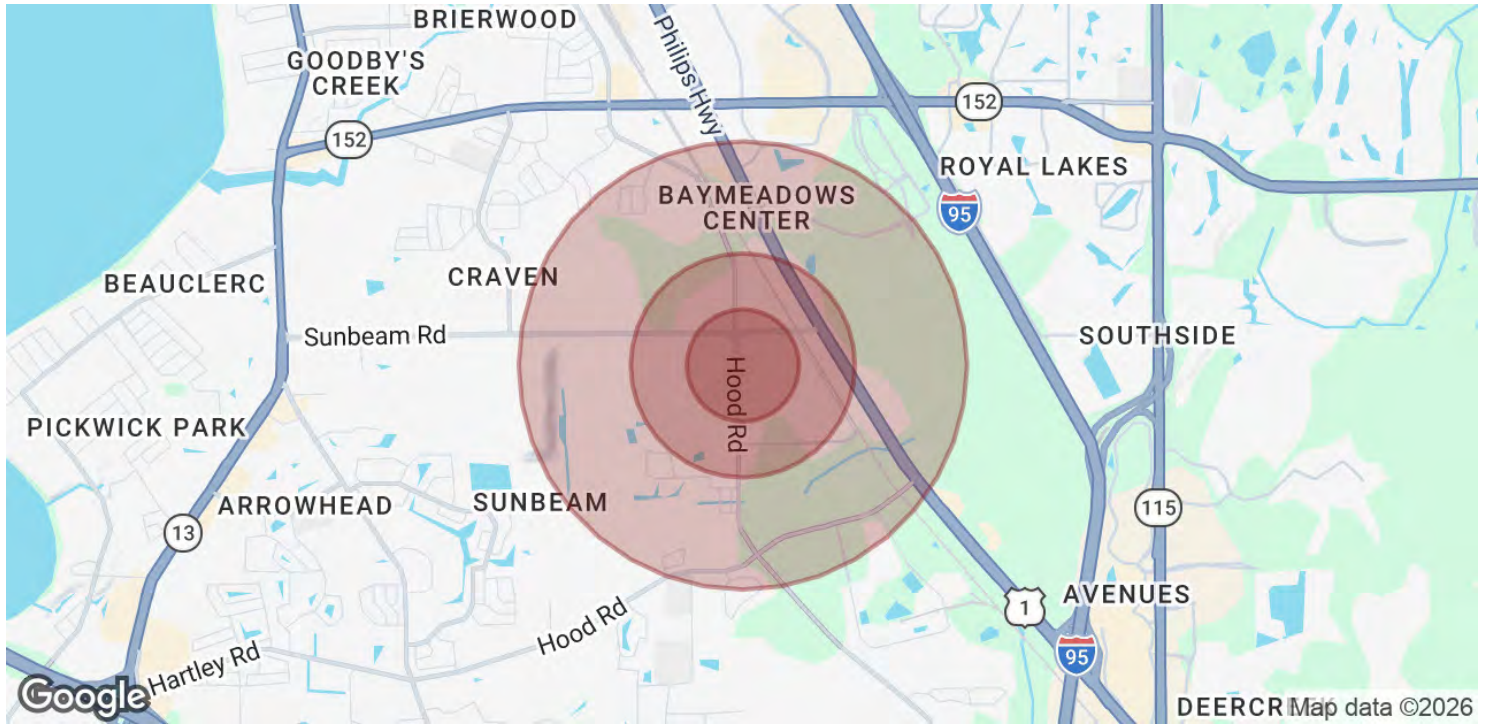 BRIERWOOD
GOODBY'S
CREEK
Philips Hwy
152
152
ROYAL LAKES
BAYMEADOWS
CENTER
95
BEAUCLERC
CRAVEN
Sunbeam Rd
SOUTHSIDE
Hood Rd
PICKWICK PARK
ARROWHEAD
SUNBEAM
115
13
AVENUES
1
Hood Rd
Hartley Rd
95
Google
DEERCR
Map data ©2026